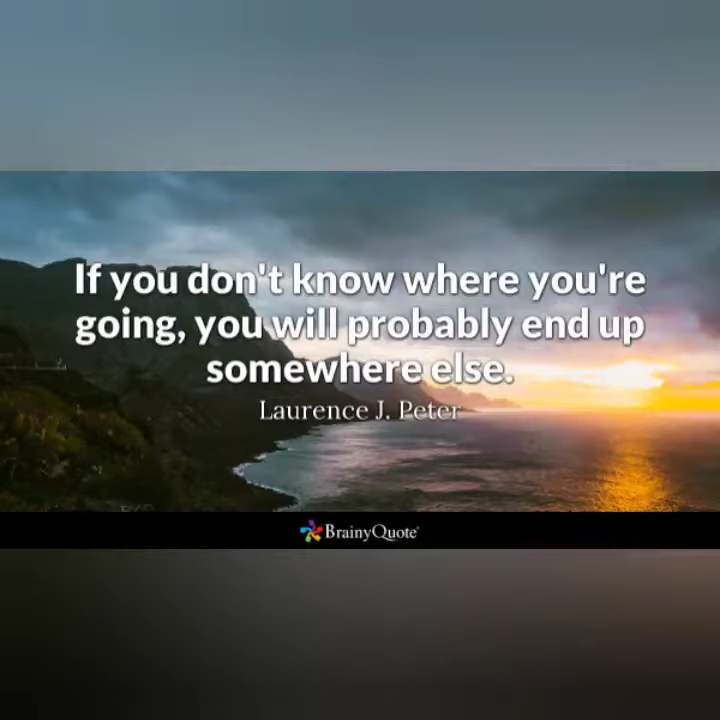 If you don't know where you're
going, you will probably end up
somewhere else.
Laurence J. Peter
BrainyQuote®